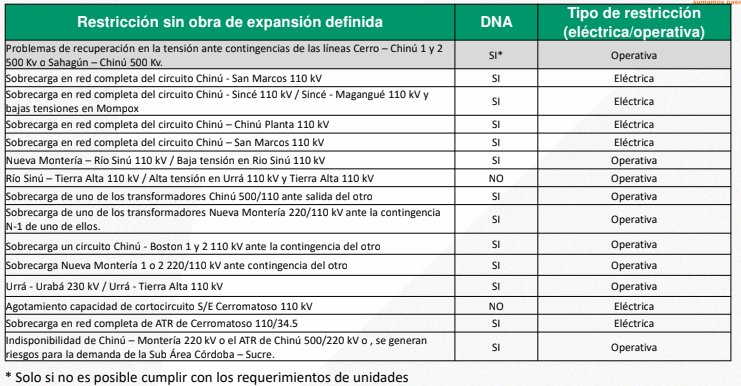 sumamos
Restricción sin obra de expansión definida
DNA
Tipo de restricción
(eléctrica/operativa)
Problemas de recuperación en la tensión ante contingencias de las líneas Cerro – Chinú 1 y 2
500 Kv o Sahagún – Chinú 500 Kv.
SI*
Operativa
Sobrecarga en red completa del circuito Chinú - San Marcos 110 kV
SI
Eléctrica
Sobrecarga en red completa del circuito Chinú - Sincé 110 kV / Sincé - Magangué 110 kV y
bajas tensiones en Mompox
SI
Eléctrica
Sobrecarga en red completa del circuito Chinú – Chinú Planta 110 kV
SI
Eléctrica
Sobrecarga en red completa del circuito Chinú – San Marcos 110 kV
SI
Eléctrica
Nueva Montería – Río Sinú 110 kV / Baja tensión en Rio Sinú 110 kV
SI
Operativa
Río Sinú – Tierra Alta 110 kV / Alta tensión en Urrá 110 kV y Tierra Alta 110 kV
NO
Operativa
Sobrecarga de uno de los transformadores Chinú 500/110 ante salida del otro
SI
Operativa
Sobrecarga de uno de los transformadores Nueva Montería 220/110 kV ante la contingencia
N-1 de uno de ellos.
SI
Operativa
Sobrecarga un circuito Chinú - Boston 1 y 2 110 kV ante la contingencia del otro
SI
Operativa
Sobrecarga Nueva Montería 1 o 2 220/110 kV ante contingencia del otro
SI
Operativa
Urrá - Urabá 230 kV / Urrá - Tierra Alta 110 kV
SI
Operativa
Agotamiento capacidad de cortocircuito S/E Cerromatoso 110 kV
NO
Eléctrica
Sobrecarga en red completa de ATR de Cerromatoso 110/34.5
SI
Eléctrica
Indisponibilidad de Chinú – Montería 220 kV o el ATR de Chinú 500/220 kV o , se generan
riesgos para la demanda de la Sub Área Córdoba – Sucre.
SI
Operativa
* Solo si no es posible cumplir con los requerimientos de unidades